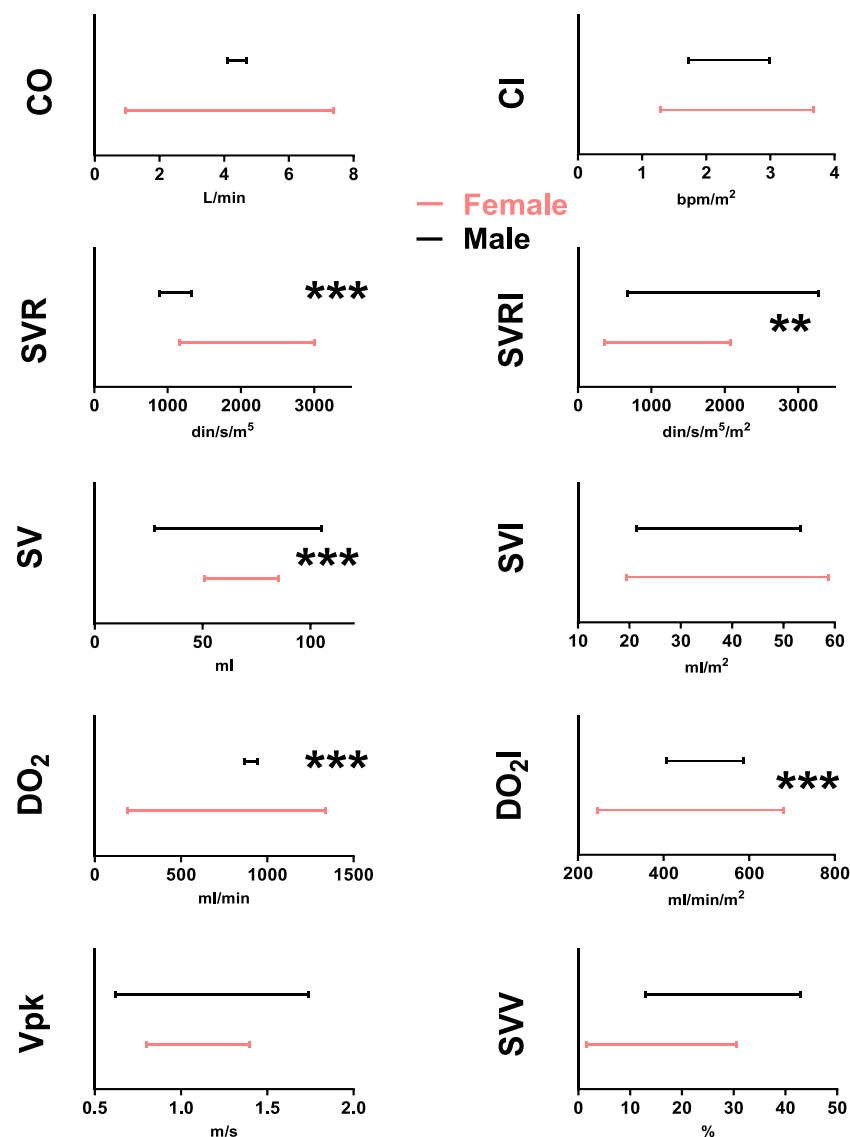 CO
0 2 4 6 8
L/min
CI
0 1 2 3 4
bpm/m²
Female
Male
SVR
***
0 1000 2000 3000
din/s/m⁵
SVRI
**
0 1000 2000 3000
din/s/m⁵/m²
SV
***
0 50 100
ml
SVI
10 20 30 40 50 60
ml/m²
DO₂
***
0 500 1000 1500
ml/min
DO₂I
***
200 400 600 800
ml/min/m²
Vpk
0.5 1.0 1.5 2.0
m/s
SVV
0 10 20 30 40 50
%